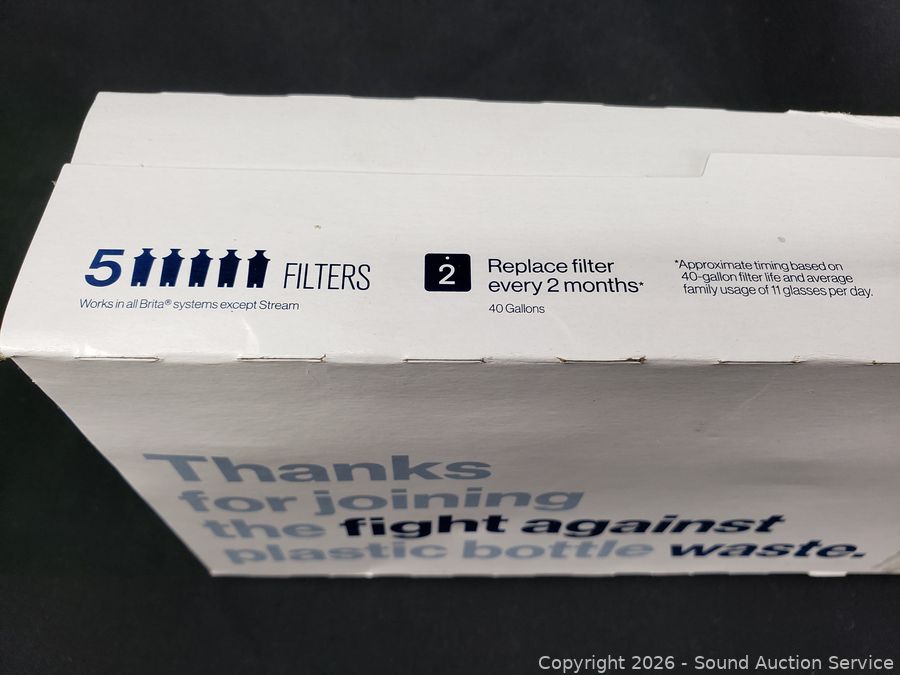 5 FILTERS
Works in all Brita® systems except Stream
2
Replace filter
every 2 months*
40 Gallons
*Approximate timing based on
40-gallon filter life and average
family usage of 11 glasses per day.
Thanks
for joining
the fight against
plastic bottle waste.
Copyright 2026 - Sound Auction Service